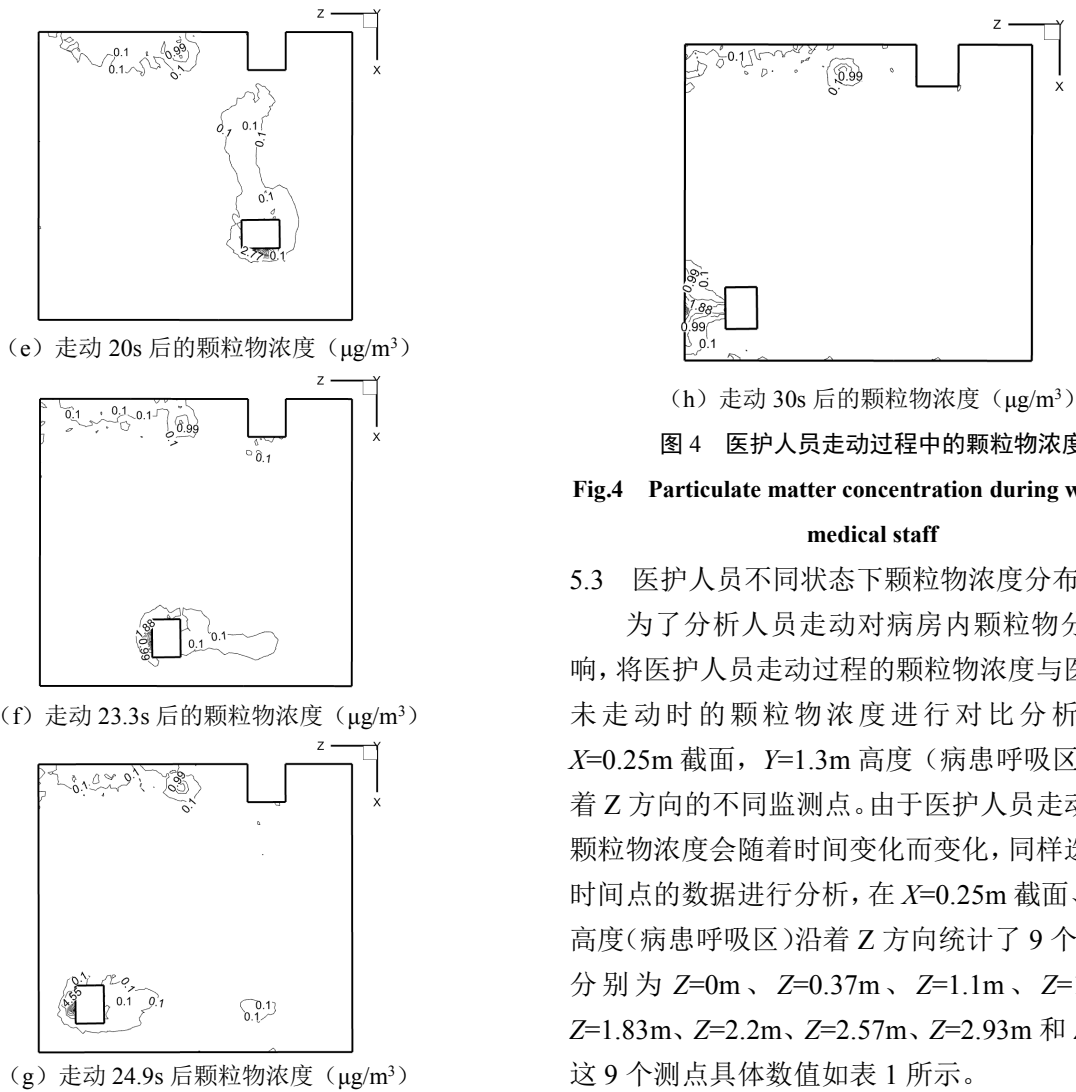 Z Y
X
0.1
0.99
0.1
0.1
0.1
0.1
0.1
0.1
2.77
0.1
（e）走动 20s 后的颗粒物浓度（μg/m³）
Z Y
X
0.1
0.1
0.1
0.99
0.1
0.1
1.88
0.99
0.1
0.1
（f）走动 23.3s 后的颗粒物浓度（μg/m³）
Z Y
X
0.1
0.1
0.99
0.1
0.1
0.1
4.55
0.1
0.1
0.1
0.1
（g）走动 24.9s 后颗粒物浓度（μg/m³）
Z Y
X
0.1
0.99
0.1
0.99
0.1
1.88
0.99
0.1
（h）走动 30s 后的颗粒物浓度（μg/m³）
图 4 医护人员走动过程中的颗粒物浓度
Fig.4 Particulate matter concentration during
medical staff
5.3 医护人员不同状态下颗粒物浓度分布
为了分析人员走动对病房内颗粒物分
响，将医护人员走动过程的颗粒物浓度与医
未走动时的颗粒物浓度进行对比分析
X=0.25m 截面，Y=1.3m 高度（病患呼吸区
着 Z 方向的不同监测点。由于医护人员走动
颗粒物浓度会随着时间变化而变化，同样选
时间点的数据进行分析，在 X=0.25m 截面、
高度（病患呼吸区）沿着 Z 方向统计了 9 个
分别为 Z=0m、Z=0.37m、Z=1.1m、Z=
Z=1.83m、Z=2.2m、Z=2.57m、Z=2.93m 和
这 9 个测点具体数值如表 1 所示。